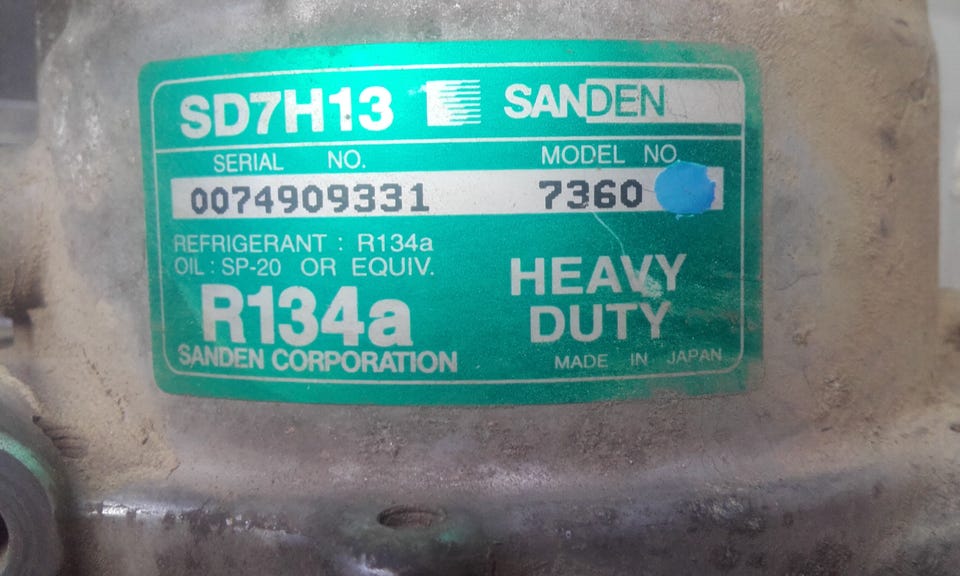 SD7H13 SANDEN
SERIAL NO. MODEL NO.
0074909331 7360
REFRIGERANT : R134a
OIL : SP-20 OR EQUIV.
R134a
SANDEN CORPORATION
HEAVY
DUTY
MADE IN JAPAN